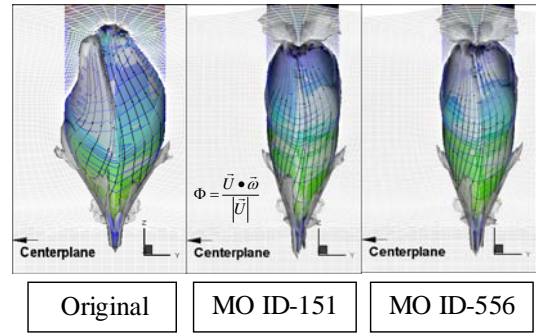 Φ = U⃗ • ω⃗ / |U⃗|
Z
Y
Centerplane
Z
Y
Centerplane
Z
Y
Centerplane
Original
MO ID-151
MO ID-556